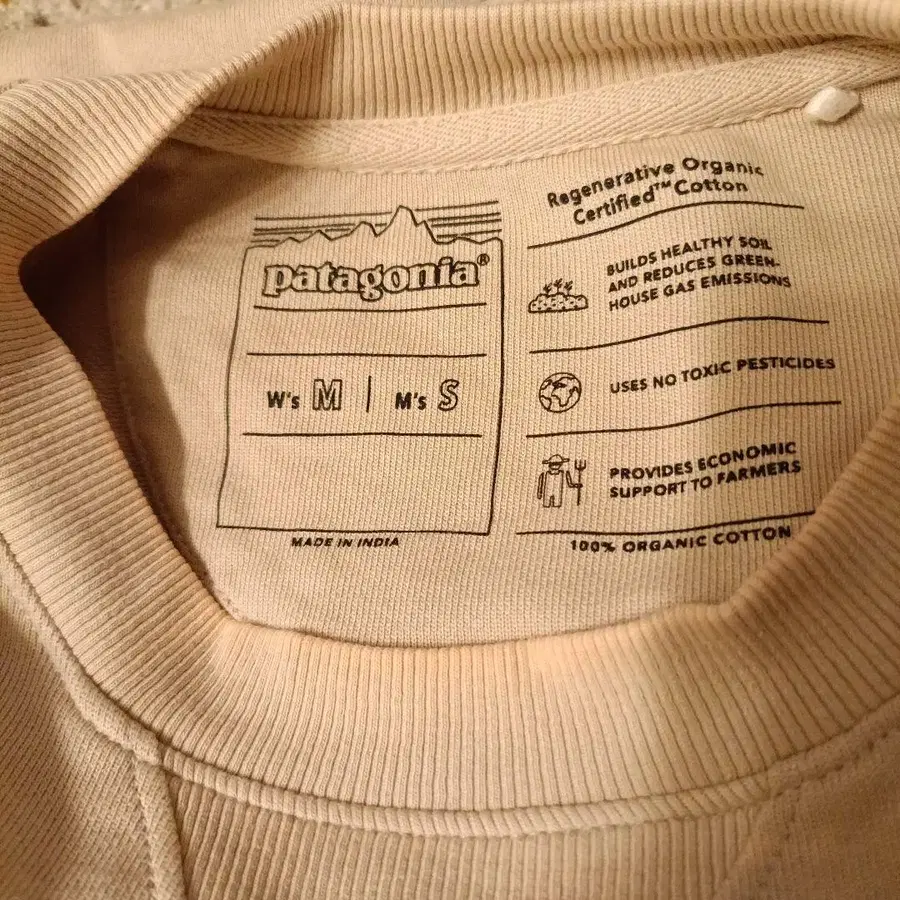 patagonia®
W's M | M's S
MADE IN INDIA
Regenerative Organic
Certified™ Cotton
BUILDS HEALTHY SOIL
AND REDUCES GREEN-
HOUSE GAS EMISSIONS
USES NO TOXIC PESTICIDES
PROVIDES ECONOMIC
SUPPORT TO FARMERS
100% ORGANIC COTTON